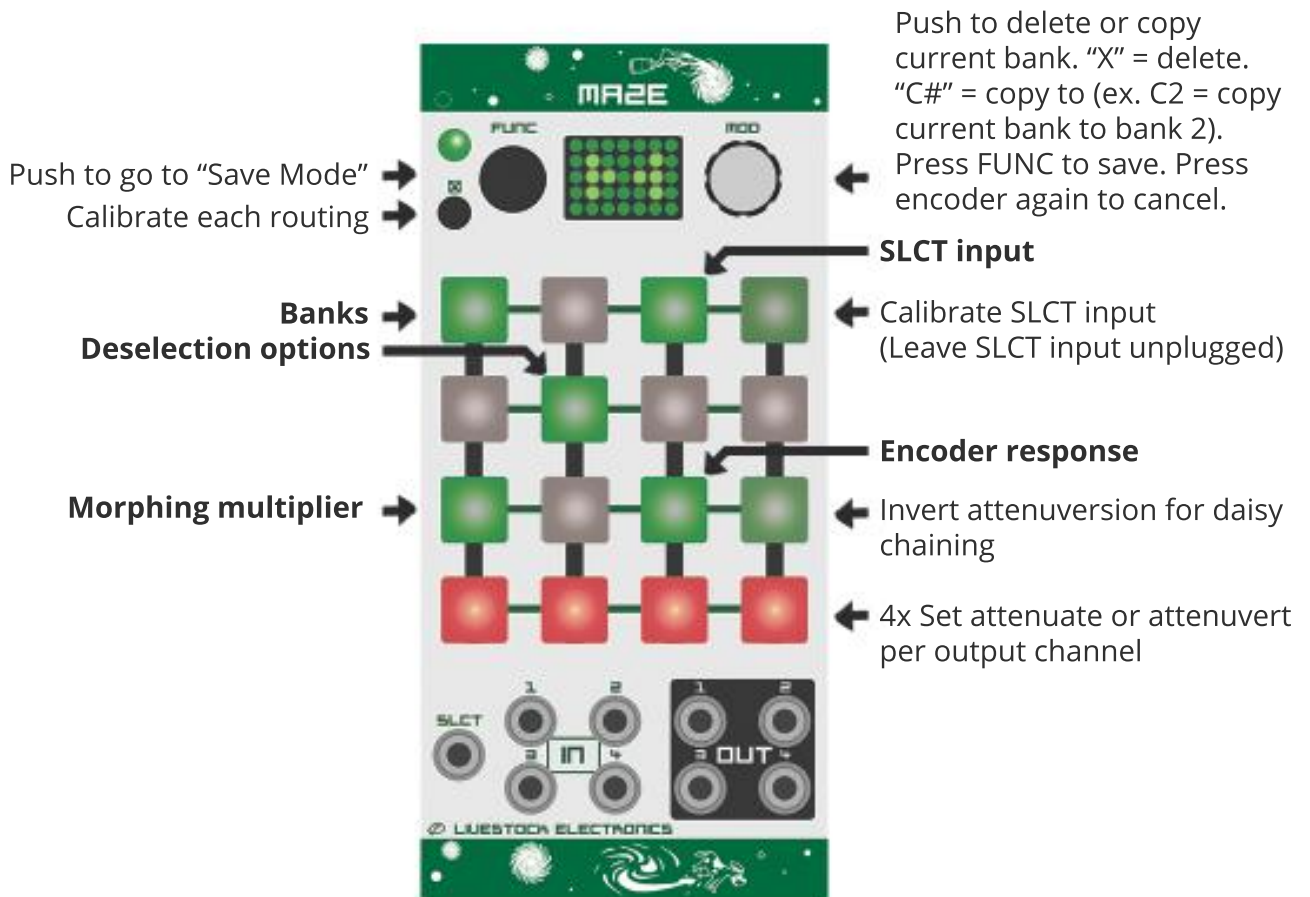 Push to delete or copy
current bank. “X” = delete.
“C#” = copy to (ex. C2 = copy
current bank to bank 2).
Press FUNC to save. Press
encoder again to cancel.
MAZE
FUNC
MOD
Push to go to “Save Mode”
Calibrate each routing
SLCT input
Banks
Calibrate SLCT input
(Leave SLCT input unplugged)
Deselection options
Encoder response
Morphing multiplier
Invert attenuversion for daisy
chaining
4x Set attenuate or attenuvert
per output channel
1 2 1 2
SLCT
3 IN 4 3 OUT 4
LIVESTOCK ELECTRONICS